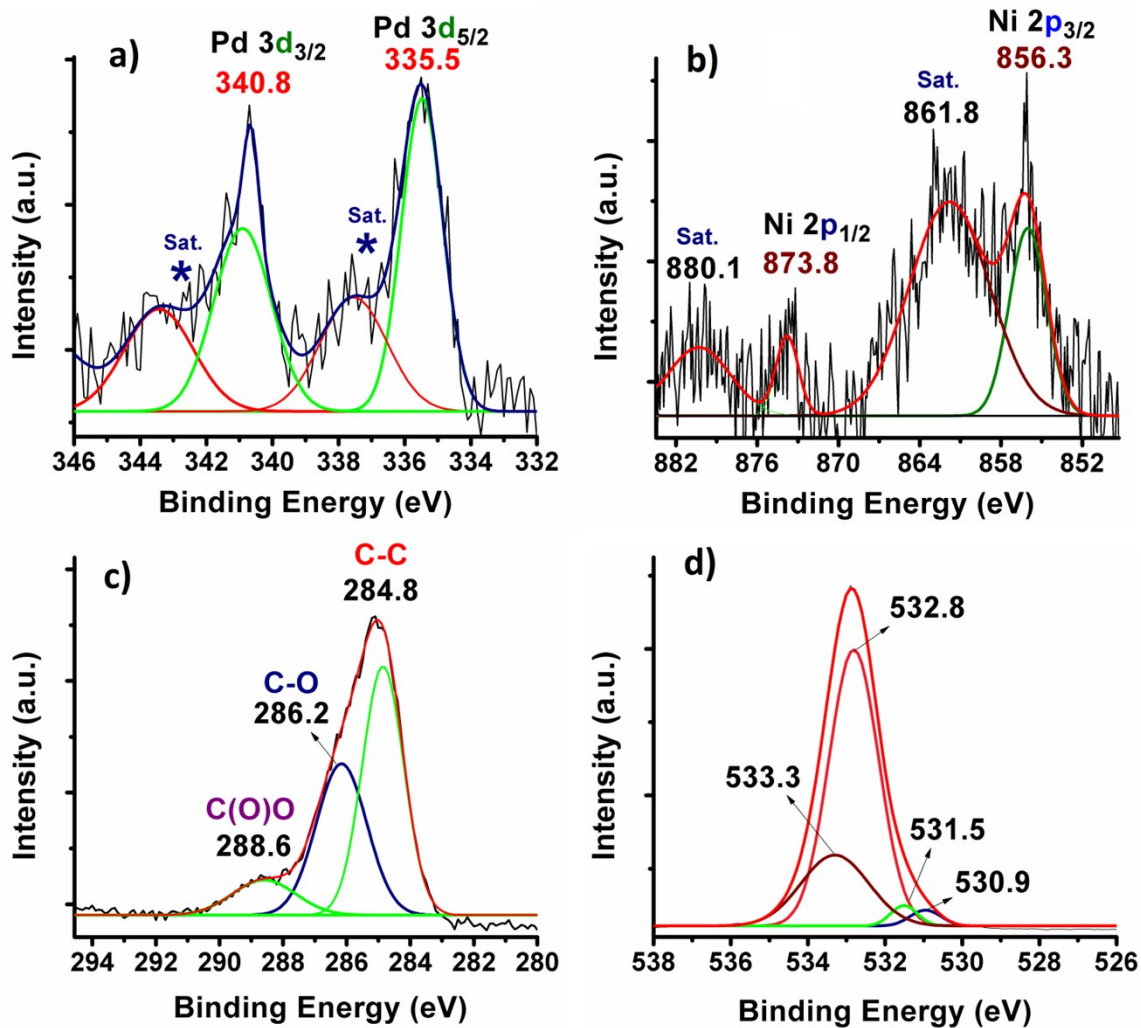 a)
Pd 3d3/2
340.8
Pd 3d5/2
335.5
Sat.
*
Sat.
*
Intensity (a.u.)
346 344 342 340 338 336 334 332
Binding Energy (eV)
b)
Ni 2p3/2
856.3
Sat.
861.8
Ni 2p1/2
873.8
Sat.
880.1
Intensity (a.u.)
882 876 870 864 858 852
Binding Energy (eV)
c)
C-C
284.8
C-O
286.2
C(O)O
288.6
Intensity (a.u.)
294 292 290 288 286 284 282 280
Binding Energy (eV)
d)
532.8
533.3
531.5
530.9
Intensity (a.u.)
538 536 534 532 530 528 526
Binding Energy (eV)